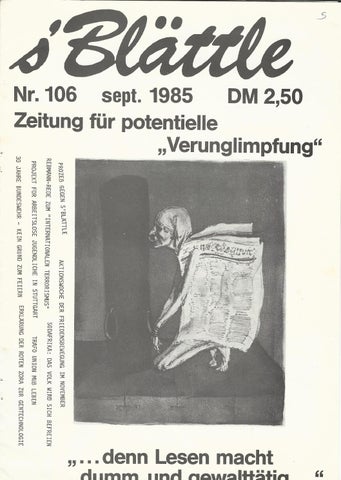 5
s'Blättle
Nr. 106 sept. 1985 DM 2,50
Zeitung für potentielle
„Verunglimpfung"
PROZEß GEGEN S'BLÄTTLE
AKTIONSWOCHE DER FRIEDENSBEWEGUNG IM NOVEMBER
REBMANN-REDE ZUM "INTERNATIONALEN TERRORISMUS"
SÜDAFRIKA: DAS VOLK WIRD SICH BEFREIEN
PROJEKT FÜR ARBEITSLOSE JUGENDLICHE IN STUTTGART
TRAFO UNION MUß LEBEN
30 JAHRE BUNDESWEHR - KEIN GRUND ZUM FEIERN
ERKLÄRUNG DER ROTEN ZORA ZUR GENTECHNOLOGIE
„...denn Lesen macht
dumm und gewalttätig..."